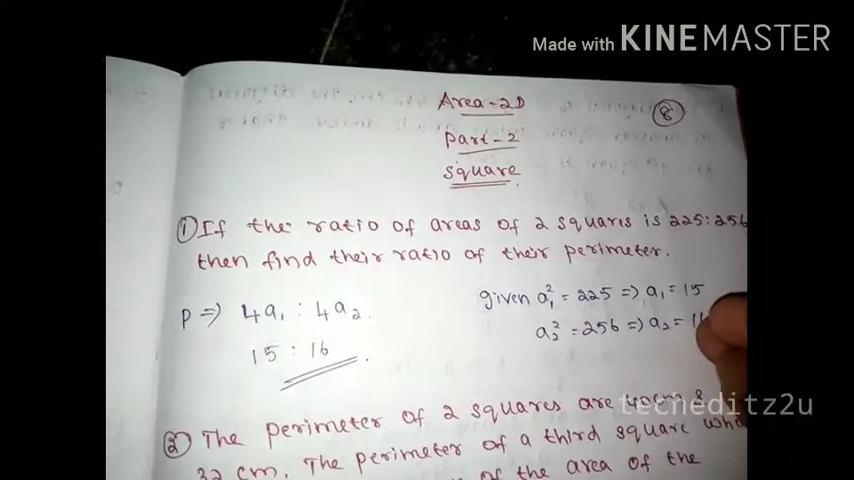 Made with KINEMASTER
Area-2D
8
Part-2
Square
① If the ratio of areas of 2 squares is 225:256
then find their ratio of their perimeter.
P => 4a₁ : 4a₂.
given a₁² = 225 => a₁ = 15
a₂² = 256 => a₂ =
15 : 16
techeditz2u
② The perimeter of 2 squares are 40cm &
32 cm. The perimeter of a third square
of the area of the